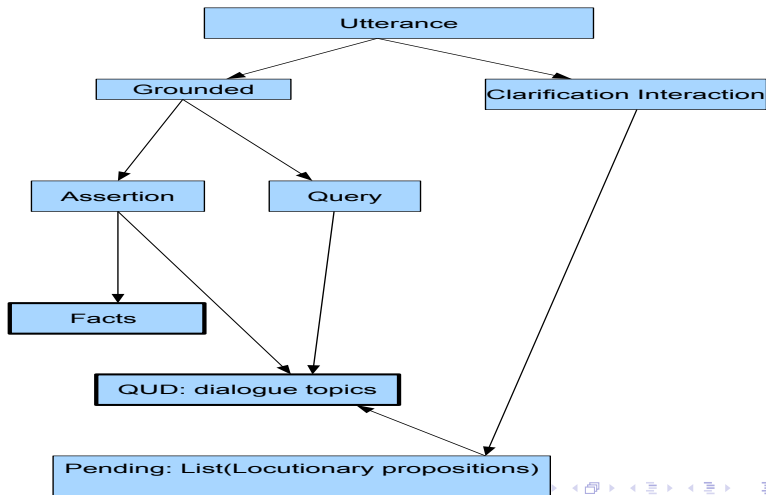 Utterance
Grounded
Clarification Interaction
Assertion
Query
Facts
QUD: dialogue topics
Pending: List(Locutionary propositions)